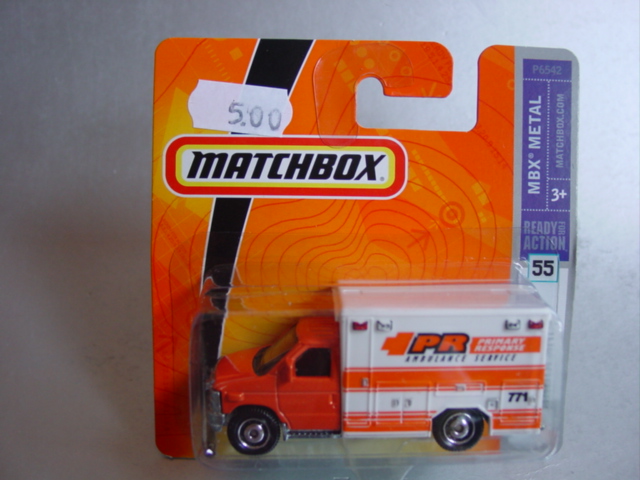 5.00
MATCHBOX
P6542
MBX® METAL
MATCHBOX.COM
3+
READY FOR ACTION
55
PR
PRIMARY
RESPONSE
AMBULANCE SERVICE
771